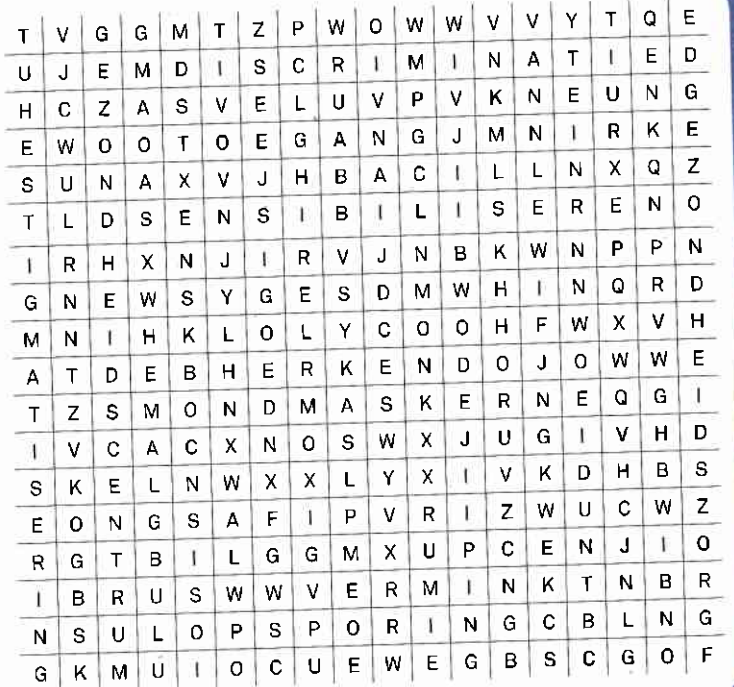 T V G G M T Z P W O W W V V Y T Q E
U J E M D I S C R I M I N A T I E D
H C Z A S V E L U V P V K N E U N G
E W O O T O E G A N G J M N I R K E
S U N A X V J H B A C I L L N X Q Z
T L D S E N S I B I L I S E R E N O
I R H X N J I R V J N B K W N P P N
G N E W S Y G E S D M W H I N Q R D
M N I H K L O L Y C O O H F W X V H
A T D E B H E R K E N D O J O W W E
T Z S M O N D M A S K E R N E Q G I
I V C A C X N O S W X J U G I V H D
S K E L N W X X L Y X I V K D H B S
E O N G S A F I P V R I Z W U C W Z
R G T B I L G G M X U P C E N J I O
I B R U S W W V E R M I N K T N B R
N S U L O P S P O R I N G C B L N G
G K M U I O C U E W E G B S C G O F